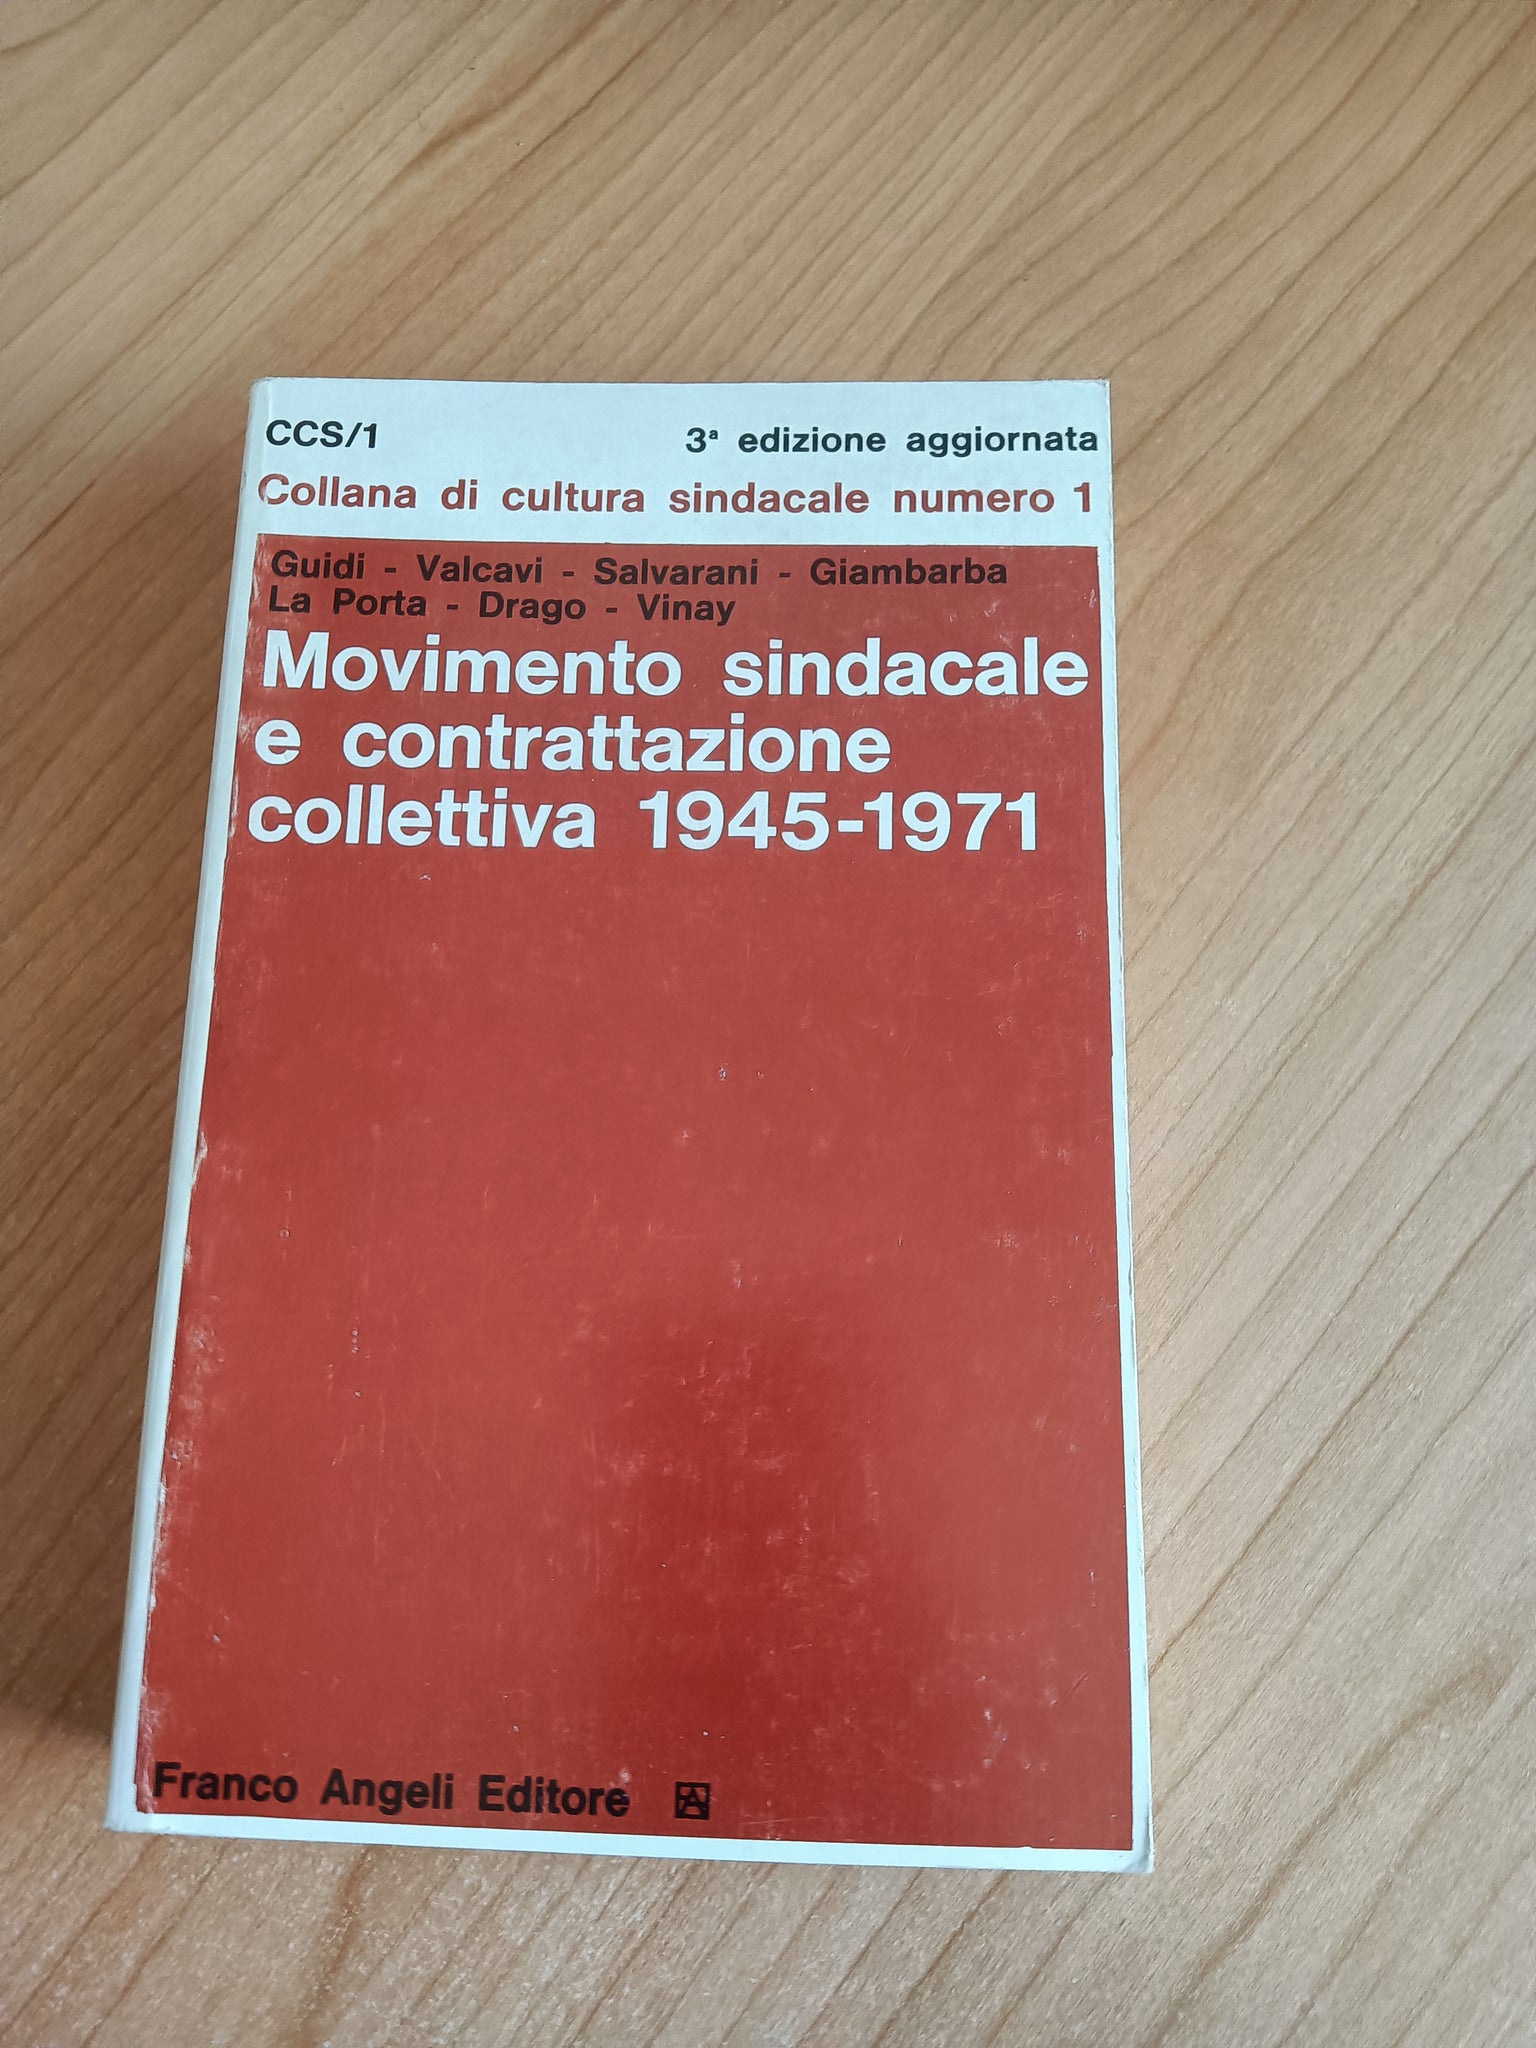 CCS/1 3ª edizione aggiornata
Collana di cultura sindacale numero 1
Guidi - Valcavi - Salvarani - Giambarba
La Porta - Drago - Vinay
Movimento sindacale
e contrattazione
collettiva 1945-1971
Franco Angeli Editore